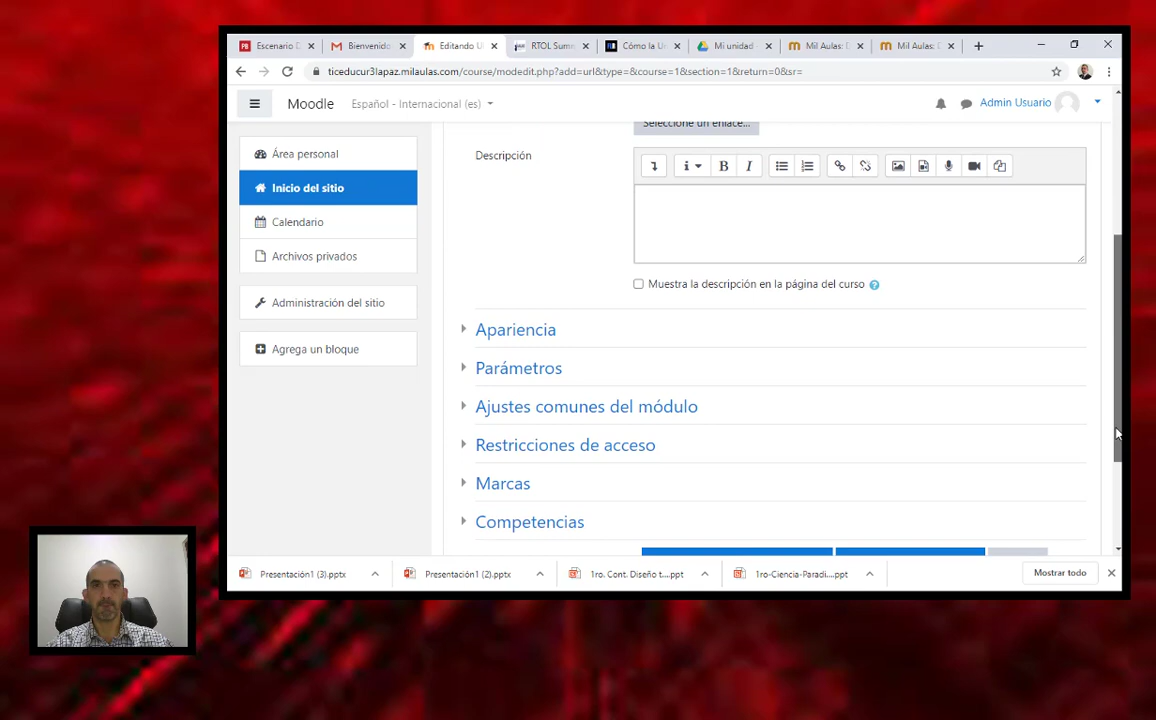 Escenario D
Bienvenido
Editando U
RTOL Sum
Cómo la U
Mi unidad
Mil Aulas: D
Mil Aulas:
ticeducur3lapaz.milaulas.com/course/modedit.php?add=url&type=&course=1&section=1&return=0&sr=
Moodle
Español - Internacional (es)
Admin Usuario
Área personal
Inicio del sitio
Calendario
Archivos privados
Administración del sitio
Agrega un bloque
Seleccione un enlace...
Descripción
i B I
Muestra la descripción en la página del curso
Apariencia
Parámetros
Ajustes comunes del módulo
Restricciones de acceso
Marcas
Competencias
Presentación1 (3).pptx
Presentación1 (2).pptx
1ro. Cont. Diseño t....ppt
1ro-Ciencia-Paradi....ppt
Mostrar todo